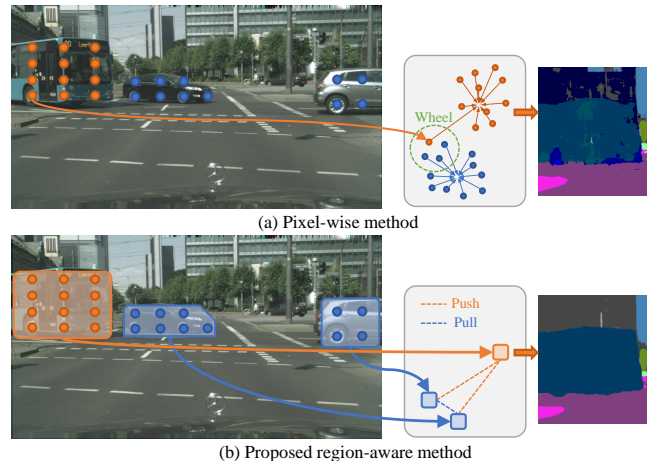 Wheel
(a) Pixel-wise method
Push
Pull
(b) Proposed region-aware method